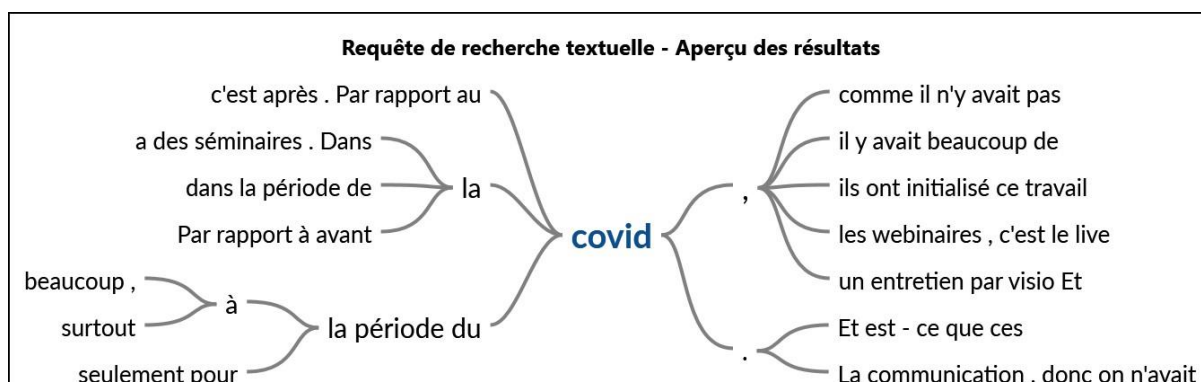 Requête de recherche textuelle - Aperçu des résultats
c'est après . Par rapport au
a des séminaires . Dans
dans la période de
Par rapport à avant
la
beaucoup ,
surtout
à
seulement pour
la période du
covid
,
comme il n'y avait pas
il y avait beaucoup de
ils ont initialisé ce travail
les webinaires , c'est le live
un entretien par visio Et
.
Et est - ce que ces
La communication , donc on n'avait